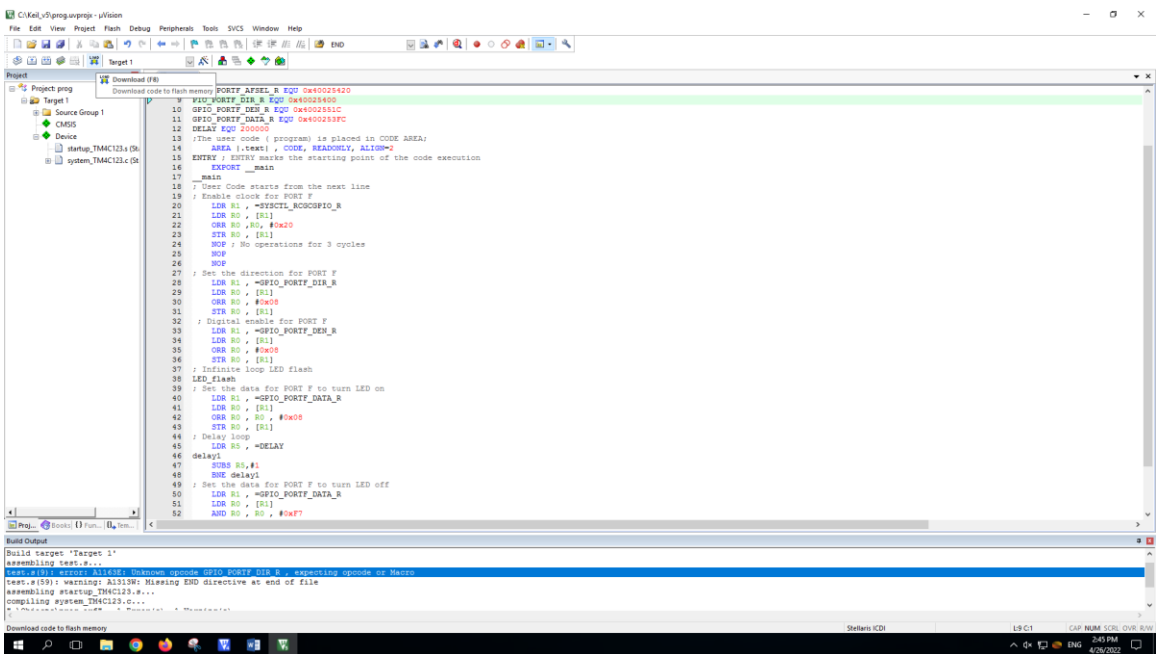 C:\Keil_v5\prog.uvprojx - µVision
File Edit View Project Flash Debug Peripherals Tools SVCS Window Help
END
Target 1
Project
Download (F8)
Download code to flash memory
Project: prog
Target 1
Source Group 1
CMSIS
Device
startup_TM4C123.s (St
system_TM4C123.c (St
PORTF_AFSEL_R EQU 0x40025420
9 PIO_PORTF_DIR_R EQU 0x40025400
10 GPIO_PORTF_DEN_R EQU 0x4002551C
11 GPIO_PORTF_DATA_R EQU 0x400253FC
12 DELAY EQU 200000
13 ;The user code ( program) is placed in CODE AREA;
14 AREA |.text| , CODE, READONLY, ALIGN=2
15 ENTRY ; ENTRY marks the starting point of the code execution
16 EXPORT __main
17 __main
18 ; User Code starts from the next line
19 ; Enable clock for PORT F
20 LDR R1 , =SYSCTL_RCGCGPIO_R
21 LDR R0 , [R1]
22 ORR R0 ,R0, #0x20
23 STR R0 , [R1]
24 NOP ; No operations for 3 cycles
25 NOP
26 NOP
27 ; Set the direction for PORT F
28 LDR R1 , =GPIO_PORTF_DIR_R
29 LDR R0 , [R1]
30 ORR R0 , #0x08
31 STR R0 , [R1]
32 ; Digital enable for PORT F
33 LDR R1 , =GPIO_PORTF_DEN_R
34 LDR R0 , [R1]
35 ORR R0 , #0x08
36 STR R0 , [R1]
37 ; Infinite loop LED flash
38 LED_flash
39 ; Set the data for PORT F to turn LED on
40 LDR R1 , =GPIO_PORTF_DATA_R
41 LDR R0 , [R1]
42 ORR R0 , R0 , #0x08
43 STR R0 , [R1]
44 ; Delay loop
45 LDR R5 , =DELAY
46 delay1
47 SUBS R5,#1
48 BNE delay1
49 ; Set the data for PORT F to turn LED off
50 LDR R1 , =GPIO_PORTF_DATA_R
51 LDR R0 , [R1]
52 AND R0 , R0 , #0xF7
Proj... Books {} Fun... Tem...
Build Output
Build target 'Target 1'
assembling test.s...
test.s(9): error: A1163E: Unknown opcode GPIO_PORTF_DIR_R , expecting opcode or Macro
test.s(59): warning: A1313W: Missing END directive at end of file
assembling startup_TM4C123.s...
compiling system_TM4C123.c...
Download code to flash memory
Stellaris ICDI
L:9 C:1
CAP NUM SCRL OVR R/W
ENG
2:45 PM
4/26/2022